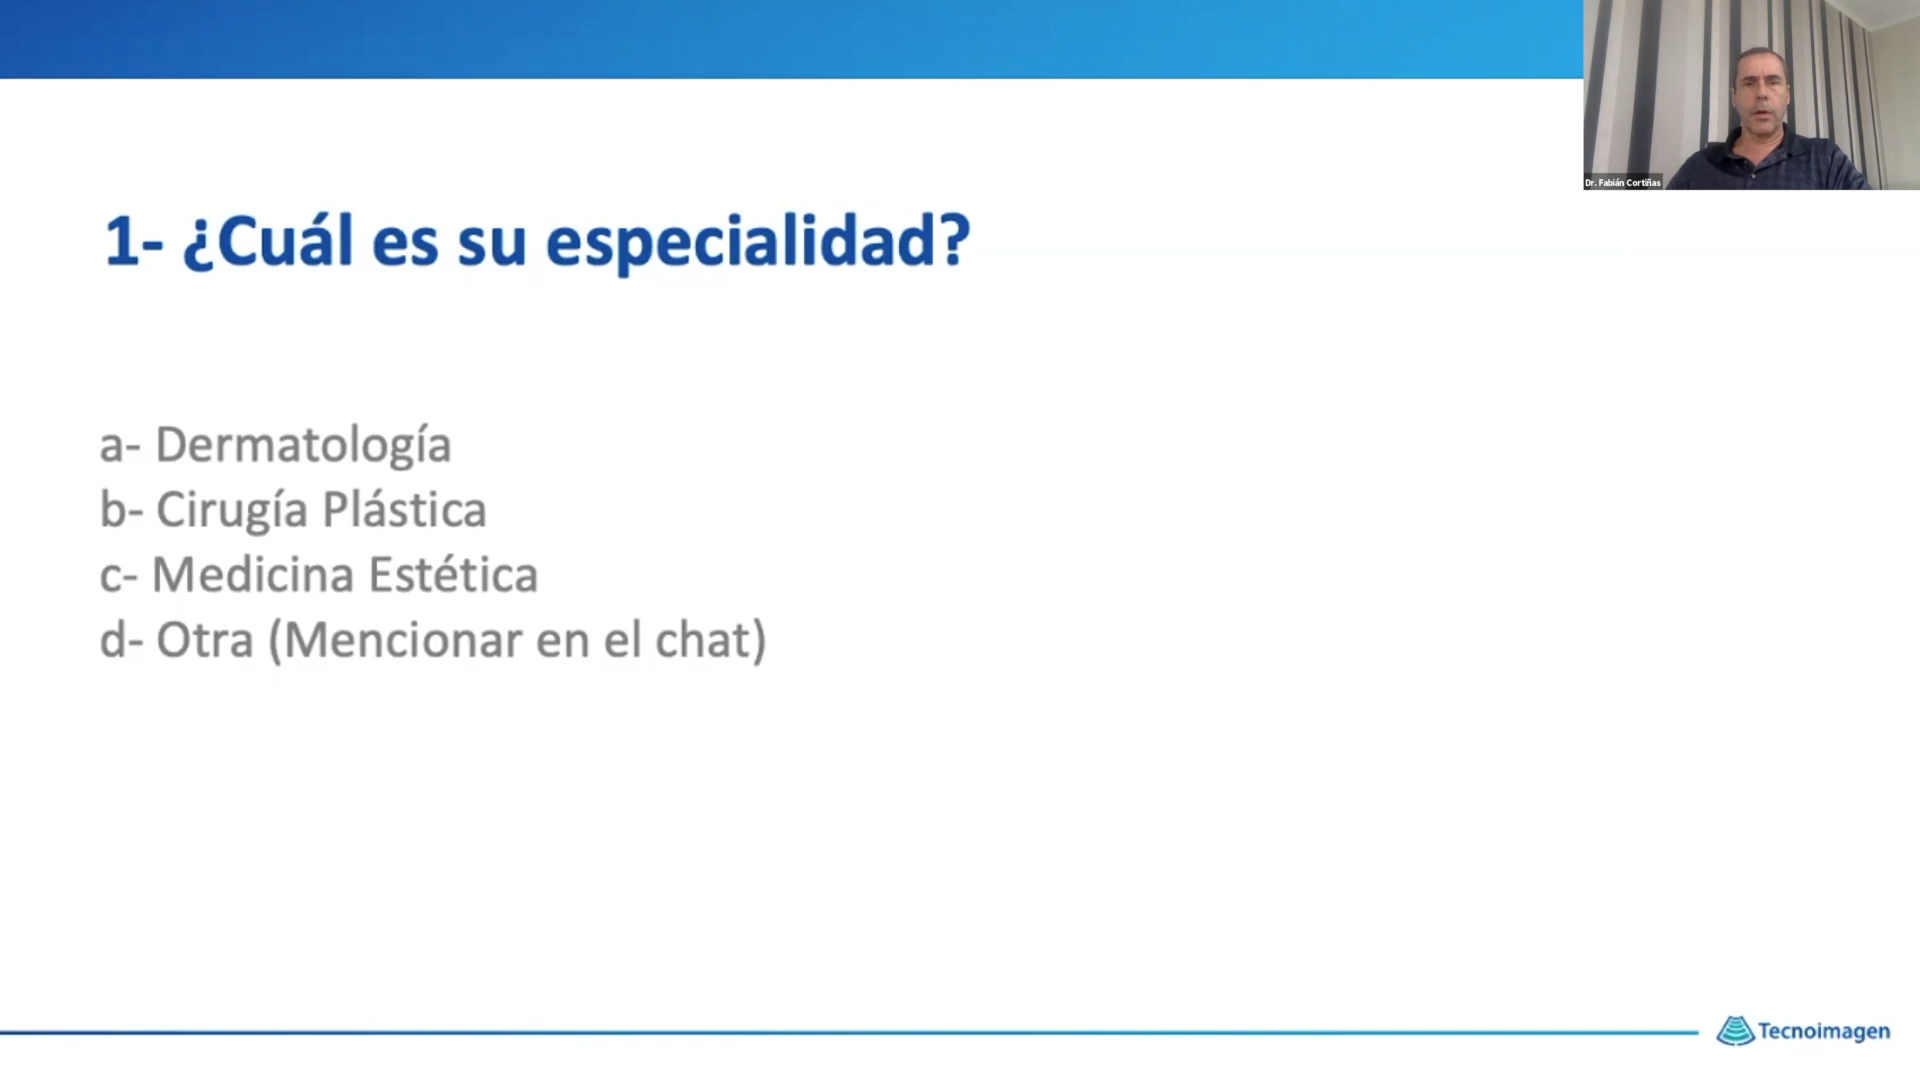 Dr. Fabián Cortiñas
1- ¿Cuál es su especialidad?
a- Dermatología
b- Cirugía Plástica
c- Medicina Estética
d- Otra (Mencionar en el chat)
Tecnoimagen